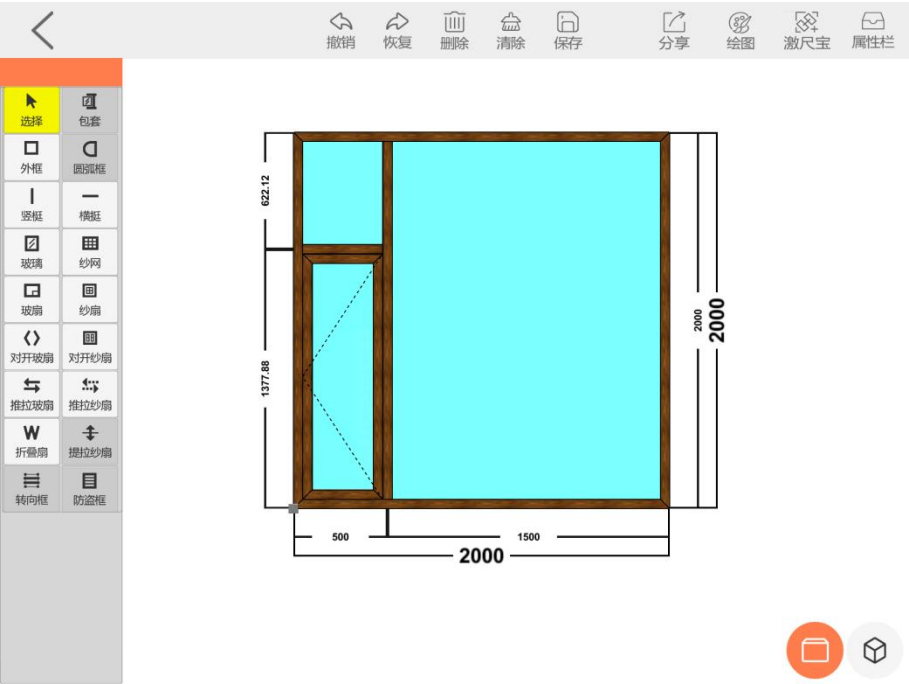 撤销 恢复 删除 清除 保存 分享 绘图 激尺宝 属性栏
选择 包套
外框 圆弧框
竖梃 横挺
玻璃 纱网
玻扇 纱扇
对开玻扇 对开纱扇
推拉玻扇 推拉纱扇
折叠扇 提拉纱扇
转向框 防盗框
622.12
1377.88
2000
2000
500 1500
2000